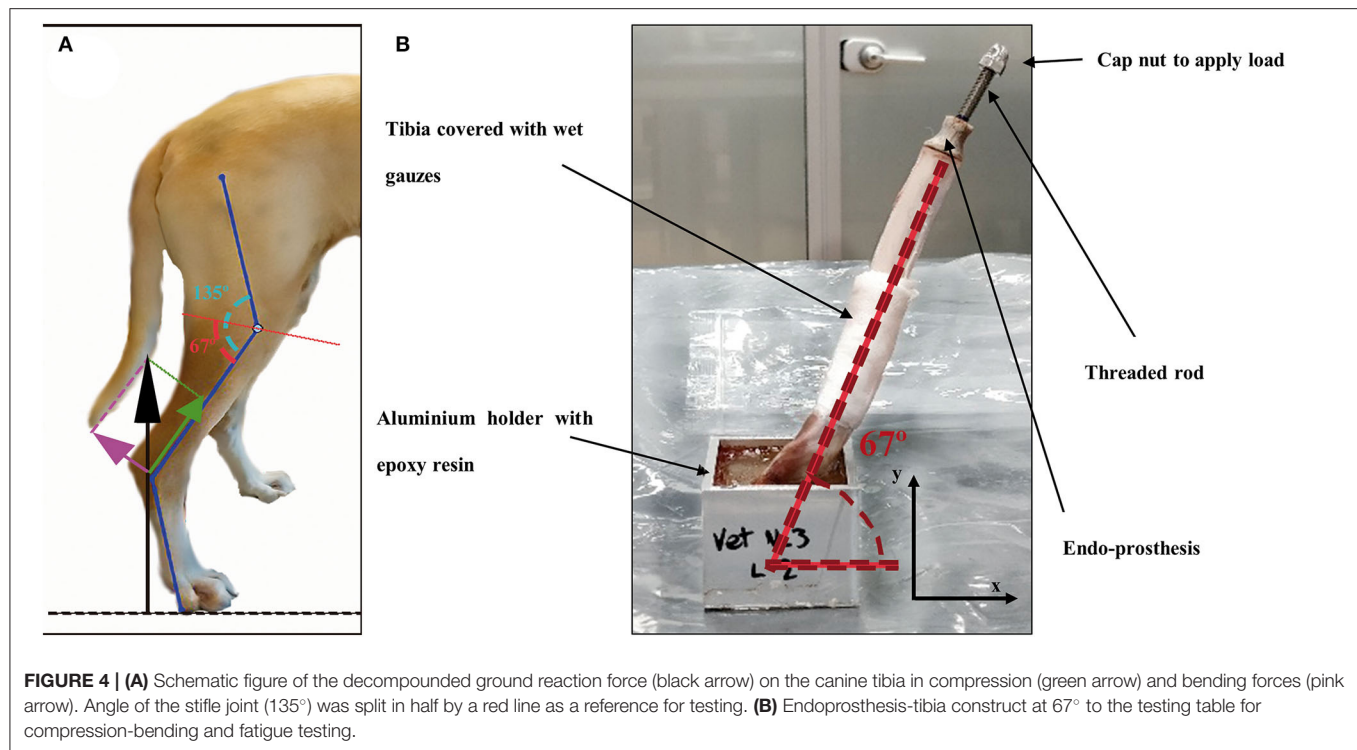 A
135°
67°
B
Tibia covered with wet
gauzes
Aluminium holder with
epoxy resin
67°
y
x
Vet N.3
L 2
Cap nut to apply load
Threaded rod
Endo-prosthesis
FIGURE 4 | (A) Schematic figure of the decompounded ground reaction force (black arrow) on the canine tibia in compression (green arrow) and bending forces (pink
arrow). Angle of the stifle joint (135°) was split in half by a red line as a reference for testing. (B) Endoprosthesis-tibia construct at 67° to the testing table for
compression-bending and fatigue testing.